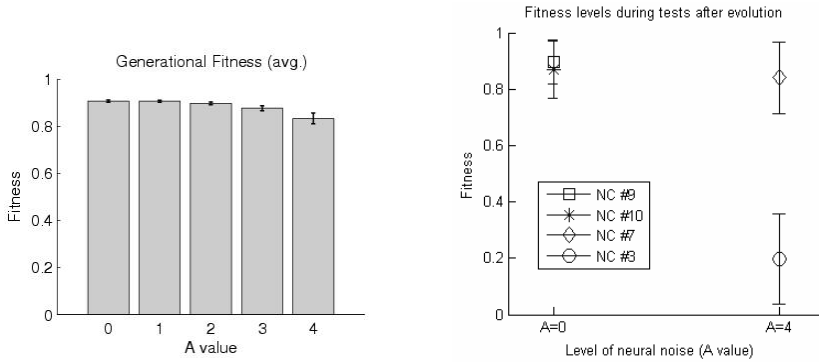 Generational Fitness (avg.)
1
0.8
0.6
0.4
0.2
0
Fitness
0 1 2 3 4
A value
Fitness levels during tests after evolution
1
0.8
0.6
0.4
0.2
0
Fitness
NC #9
NC #10
NC #7
NC #3
A=0 A=4
Level of neural noise (A value)